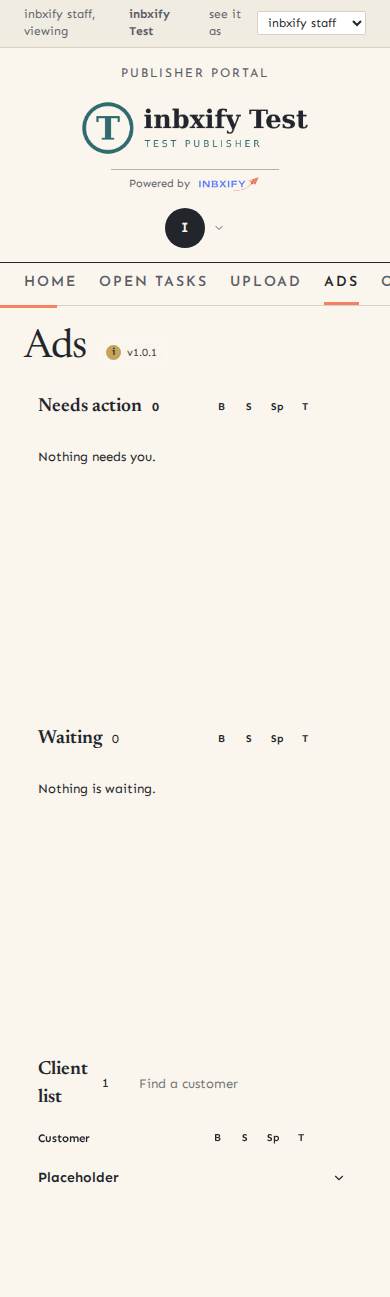 inbxify staff, viewing
inbxify Test
see it as
inbxify staff
PUBLISHER PORTAL
T
inbxify Test
TEST PUBLISHER
Powered by INBXIFY
I
HOME OPEN TASKS UPLOAD ADS
Ads i v1.0.1
Needs action 0 B S Sp T
Nothing needs you.
Waiting 0 B S Sp T
Nothing is waiting.
Client list 1 Find a customer
Customer B S Sp T
Placeholder